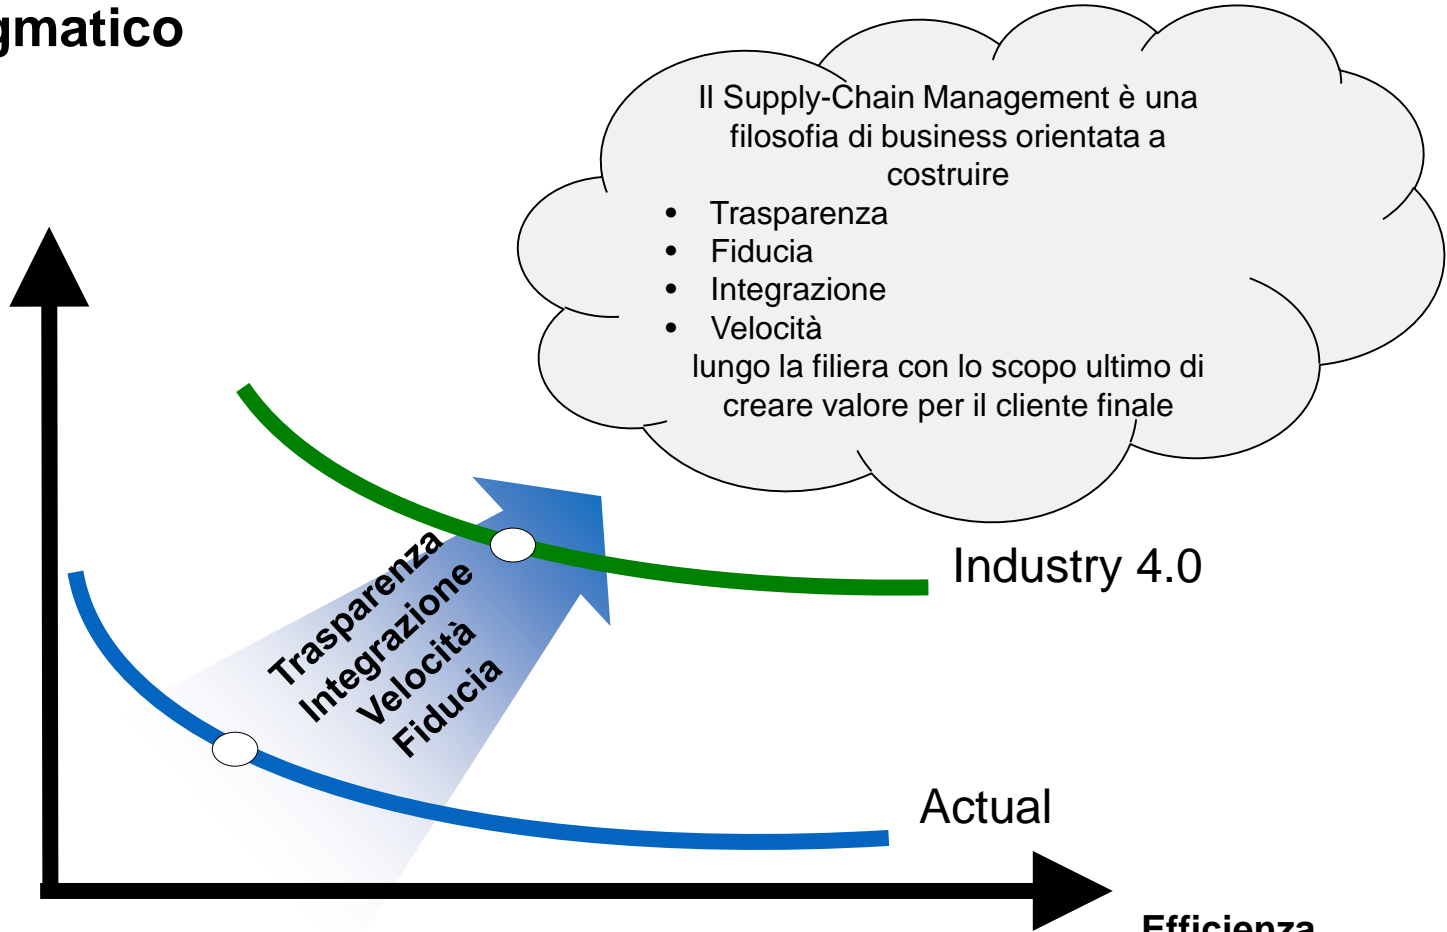 gmatico
Il Supply-Chain Management è una
filosofia di business orientata a
costruire
• Trasparenza
• Fiducia
• Integrazione
• Velocità
lungo la filiera con lo scopo ultimo di
creare valore per il cliente finale
Trasparenza
Integrazione
Velocità
Fiducia
Industry 4.0
Actual
Efficienza